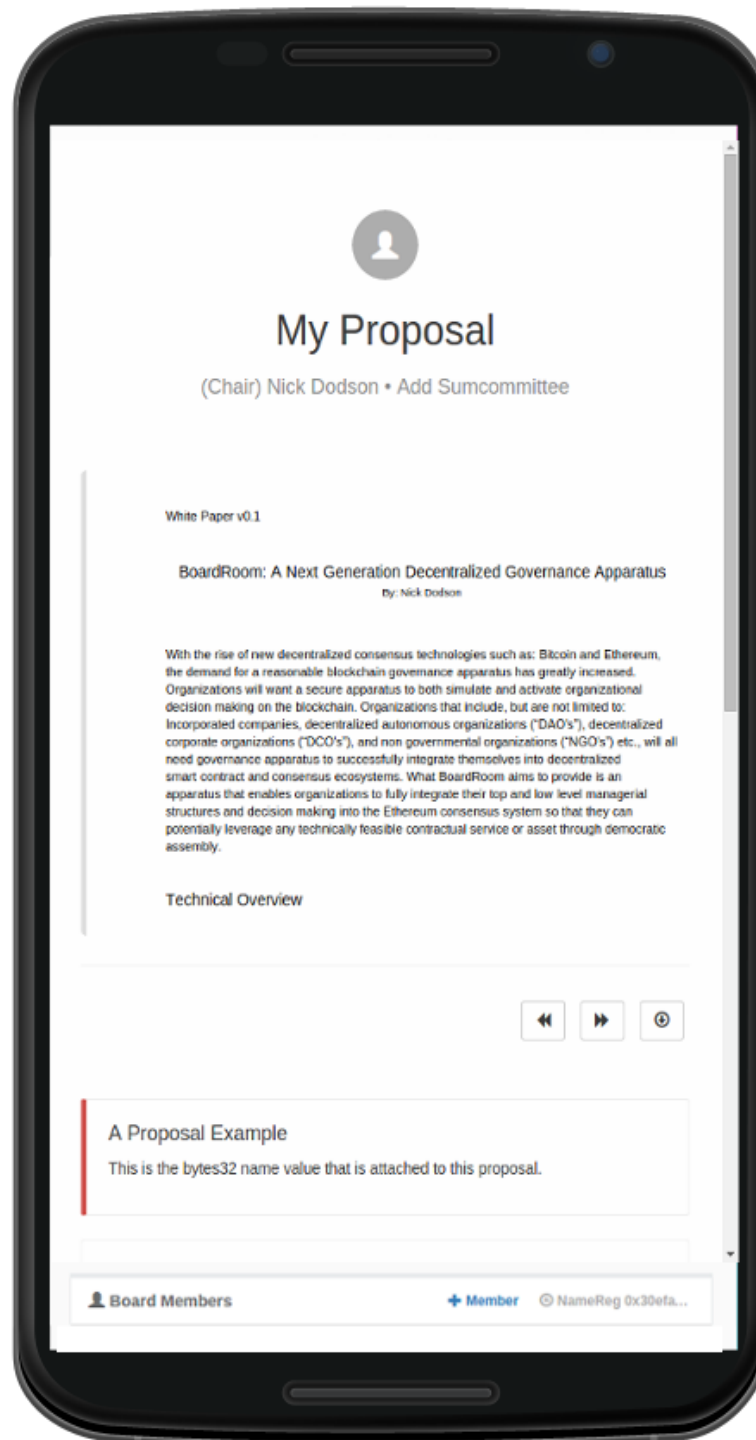 My Proposal
(Chair) Nick Dodson • Add Sumcommittee
White Paper v0.1
BoardRoom: A Next Generation Decentralized Governance Apparatus
By: Nick Dodson
With the rise of new decentralized consensus technologies such as: Bitcoin and Ethereum,
the demand for a reasonable blockchain governance apparatus has greatly increased.
Organizations will want a secure apparatus to both simulate and activate organizational
decision making on the blockchain. Organizations that include, but are not limited to:
Incorporated companies, decentralized autonomous organizations ("DAO's"), decentralized
corporate organizations ("DCO's"), and non governmental organizations ("NGO's") etc., will all
need governance apparatus to successfully integrate themselves into decentralized
smart contract and consensus ecosystems. What BoardRoom aims to provide is an
apparatus that enables organizations to fully integrate their top and low level managerial
structures and decision making into the Ethereum consensus system so that they can
potentially leverage any technically feasible contractual service or asset through democratic
assembly.
Technical Overview
A Proposal Example
This is the bytes32 name value that is attached to this proposal.
Board Members + Member NameReg 0x30efa...